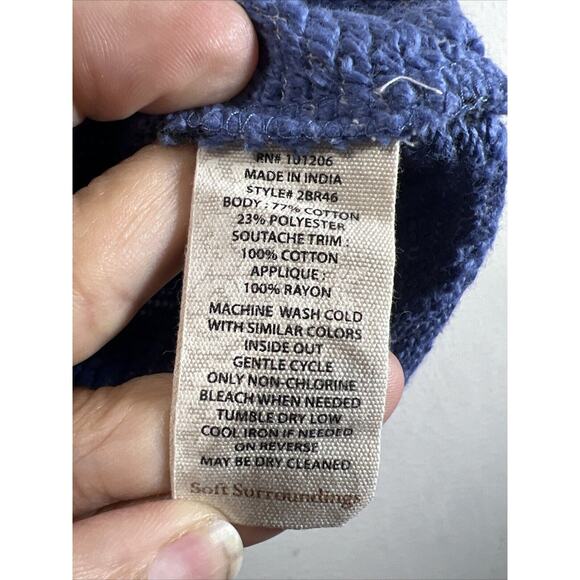 RN# 101206
MADE IN INDIA
STYLE# 2BR46
BODY : 77% COTTON
23% POLYESTER
SOUTACHE TRIM :
100% COTTON
APPLIQUE :
100% RAYON
MACHINE WASH COLD
WITH SIMILAR COLORS
INSIDE OUT
GENTLE CYCLE
ONLY NON-CHLORINE
BLEACH WHEN NEEDED
TUMBLE DRY LOW
COOL IRON IF NEEDED
ON REVERSE
MAY BE DRY CLEANED
Soft Surroundings